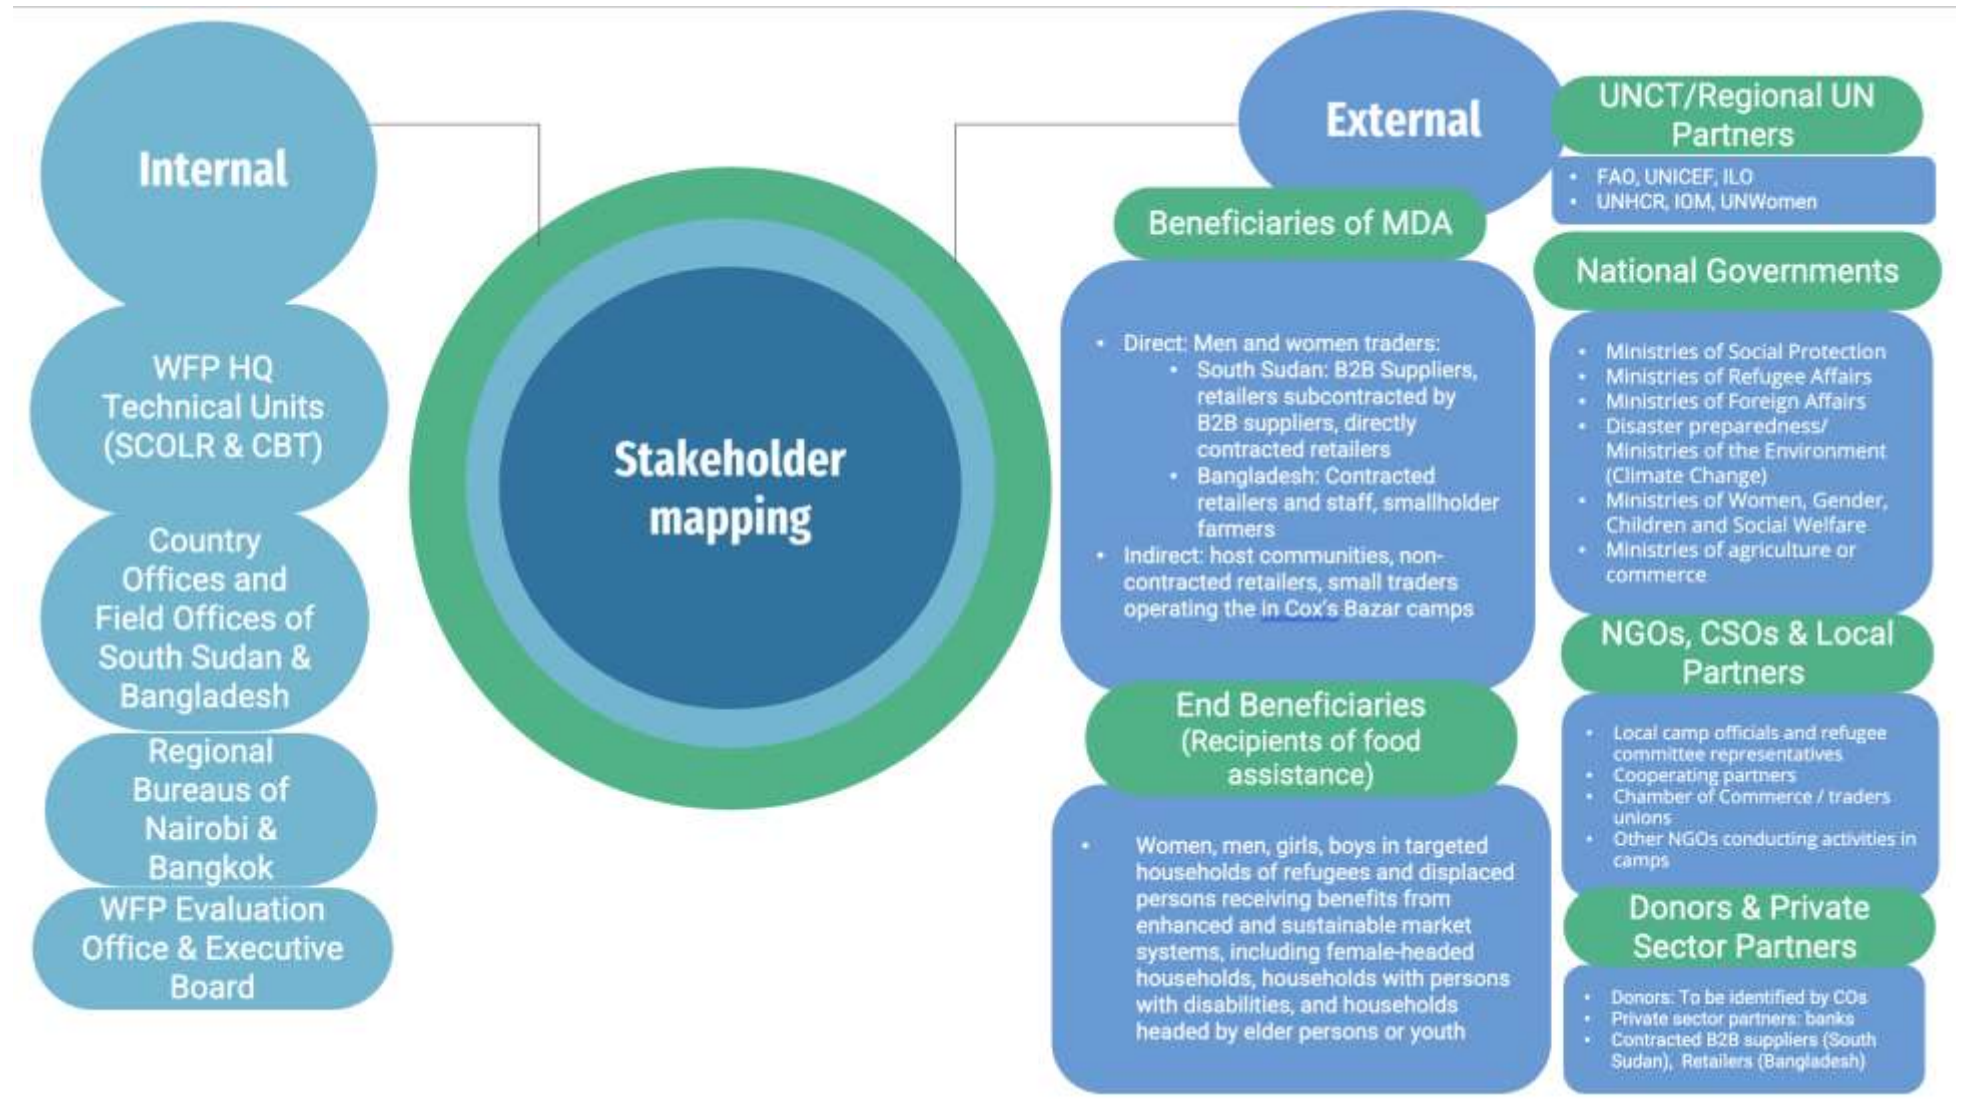 Internal
WFP HQ
Technical Units
(SCOLR & CBT)
Country
Offices and
Field Offices of
South Sudan &
Bangladesh
Regional
Bureaus of
Nairobi &
Bangkok
WFP Evaluation
Office & Executive
Board
Stakeholder
mapping
External
Beneficiaries of MDA
• Direct: Men and women traders:
• South Sudan: B2B Suppliers,
retailers subcontracted by
B2B suppliers, directly
contracted retailers
• Bangladesh: Contracted
retailers and staff, smallholder
farmers
• Indirect: host communities, non-
contracted retailers, small traders
operating the in Cox's Bazar camps
End Beneficiaries
(Recipients of food
assistance)
• Women, men, girls, boys in targeted
households of refugees and displaced
persons receiving benefits from
enhanced and sustainable market
systems, including female-headed
households, households with persons
with disabilities, and households
headed by elder persons or youth
UNCT/Regional UN
Partners
• FAO, UNICEF, ILO
• UNHCR, IOM, UNWomen
National Governments
• Ministries of Social Protection
• Ministries of Refugee Affairs
• Ministries of Foreign Affairs
• Disaster preparedness/
Ministries of the Environment
(Climate Change)
• Ministries of Women, Gender,
Children and Social Welfare
• Ministries of agriculture or
commerce
NGOs, CSOs & Local
Partners
• Local camp officials and refugee
committee representatives
• Cooperating partners
• Chamber of Commerce / traders
unions
• Other NGOs conducting activities in
camps
Donors & Private
Sector Partners
• Donors: To be identified by COs
• Private sector partners: banks
• Contracted B2B suppliers (South
Sudan), Retailers (Bangladesh)